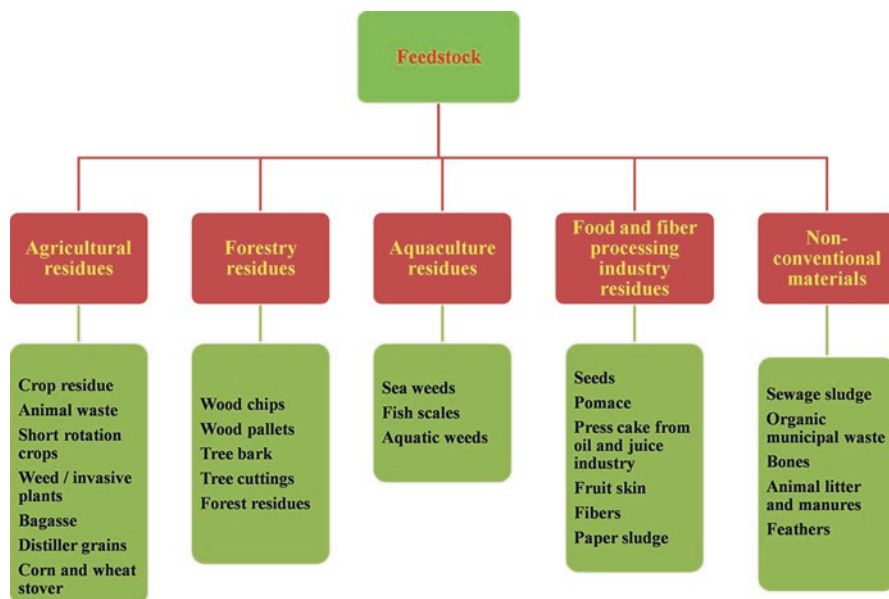 Feedstock
Agricultural
residues
Forestry
residues
Aquaculture
residues
Food and fiber
processing
industry
residues
Non-
conventional
materials
Crop residue
Animal waste
Short rotation
crops
Weed / invasive
plants
Bagasse
Distiller grains
Corn and wheat
stover
Wood chips
Wood pallets
Tree bark
Tree cuttings
Forest residues
Sea weeds
Fish scales
Aquatic weeds
Seeds
Pomace
Press cake from
oil and juice
industry
Fruit skin
Fibers
Paper sludge
Sewage sludge
Organic
municipal waste
Bones
Animal litter
and manures
Feathers